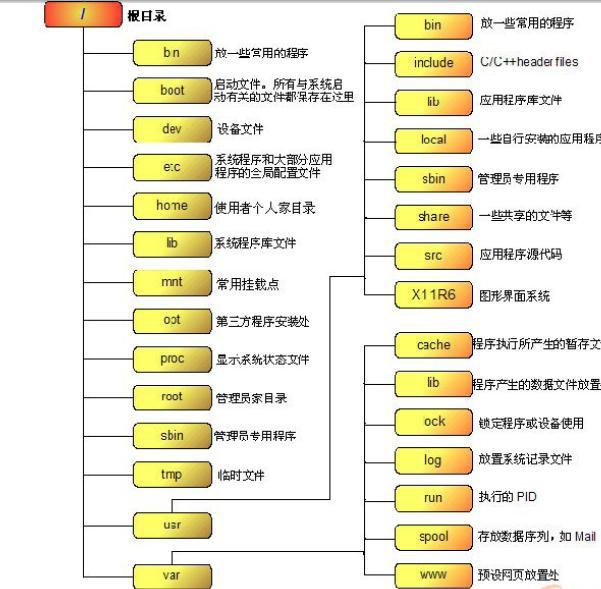 / 根目录
bin 放一些常用的程序
boot 启动文件。所有与系统启
动有关的文件都保存在这里
dev 设备文件
etc 系统程序和大部分应用
程序的全局配置文件
home 使用者个人家目录
lib 系统程序库文件
mnt 常用挂载点
opt 第三方程序安装处
proc 显示系统状态文件
root 管理员家目录
sbin 管理员专用程序
tmp 临时文件
usr
var
bin 放一些常用的程序
include C/C++headerfiles
lib 应用程序库文件
local 一些自行安装的应用程序
sbin 管理员专用程序
share 一些共享的文件等
src 应用程序源代码
X11R6 图形界面系统
cache 程序执行所产生的暂存文
lib 程序产生的数据文件放置
ock 锁定程序或设备使用
log 放置系统记录文件
run 执行的 PID
spool 存放数据序列，如 Mail
www 预设网页放置处